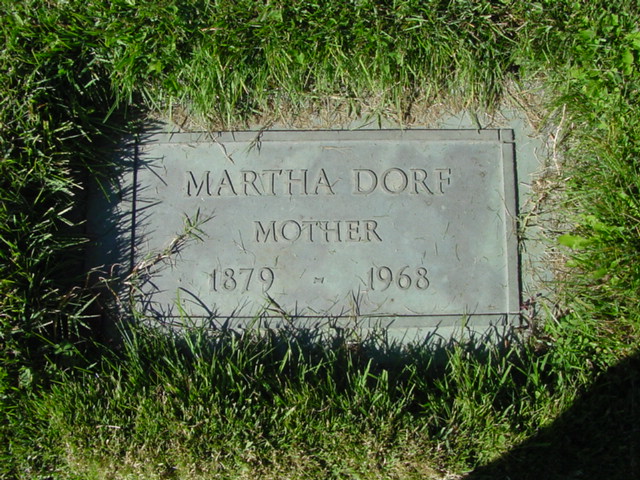 MARTHA DORF
MOTHER
1879 ~ 1968